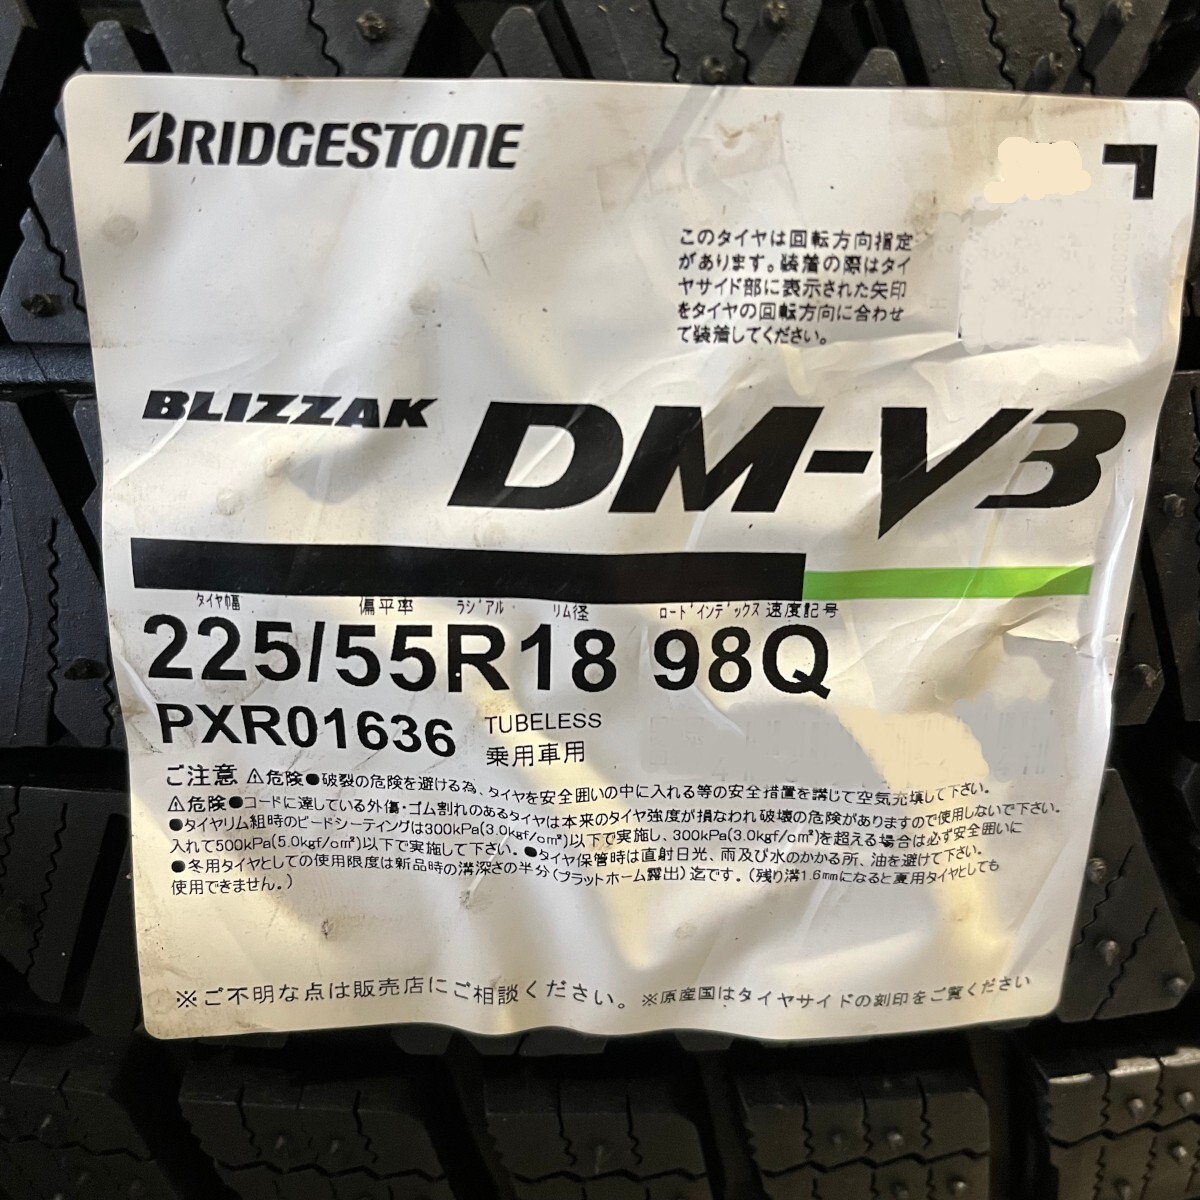 BRIDGESTONE
このタイヤは回転方向指定
があります。装着の際はタイ
ヤサイド部に表示された矢印
をタイヤの回転方向に合わせ
て装着してください。
BLIZZAK DM-V3
タイヤ幅 偏平率 ラジアル リム径 ロードインデックス 速度記号
225/55R18 98Q
PXR01636 TUBELESS
乗用車用
ご注意 ⚠危険●破裂の危険を避ける為、タイヤを安全囲いの中に入れる等の安全措置を講じて空気充填して下さい。
⚠危険●コードに達している外傷・ゴム割れのあるタイヤは本来のタイヤ強度が損なわれ破壊の危険がありますので使用しないで下さい。
●タイヤリム組時のビードシーティングは300kPa(3.0kgf/cm²)以下で実施し、300kPa(3.0kgf/cm²)を超える場合は必ず安全囲いに
入れて500kPa(5.0kgf/cm²)以下で実施して下さい。●タイヤ保管時は直射日光、雨及び水のかかる所、油を避けて下さい。
●冬用タイヤとしての使用限度は新品時の溝深さの半分(プラットホーム露出)迄です。(残り溝1.6mmになると夏用タイヤとしても
使用できません。)
※ご不明な点は販売店にご相談ください。※原産国はタイヤサイドの刻印をご覧ください